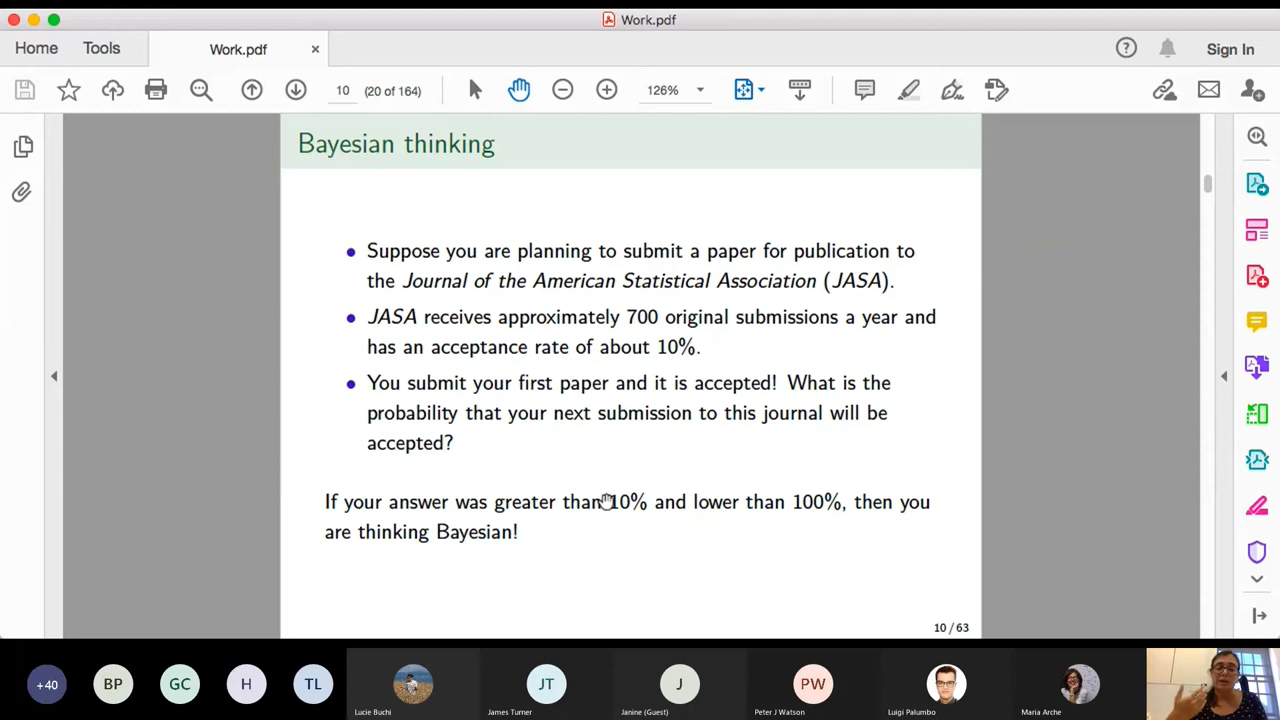 Work.pdf
Home
Tools
Work.pdf
Sign In
10
(20 of 164)
126%
Bayesian thinking
Suppose you are planning to submit a paper for publication to
the Journal of the American Statistical Association (JASA).
JASA receives approximately 700 original submissions a year and
has an acceptance rate of about 10%.
You submit your first paper and it is accepted! What is the
probability that your next submission to this journal will be
accepted?
If your answer was greater than 10% and lower than 100%, then you
are thinking Bayesian!
10 / 63
+40
BP
GC
H
TL
JT
J
PW
Lucie Buchi
James Turner
Janine (Guest)
Peter J Watson
Luigi Palumbo
Maria Arche